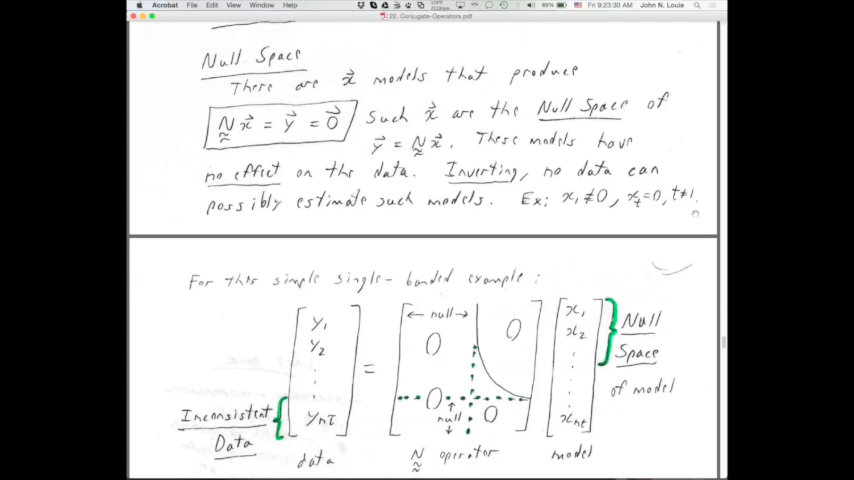 Acrobat File Edit View Window Help 89% Fri 9:23:30 AM John N. Louie
22. Conjugate-Operators.pdf
Null Space
There are x⃗ models that produce
N x⃗ = y⃗ = 0⃗ Such x⃗ are the Null Space of
y⃗ = N x⃗. These models have
no effect on the data. Inverting, no data can
possibly estimate such models. Ex: x₁≠0, xₜ=0, t≠1.
For this simple single-banded example:
y₁ ← null → x₁
y₂ 0 0 x₂ Null
= Space
of model
Inconsistent 0 null 0
Data ynτ xnt
data N operator model